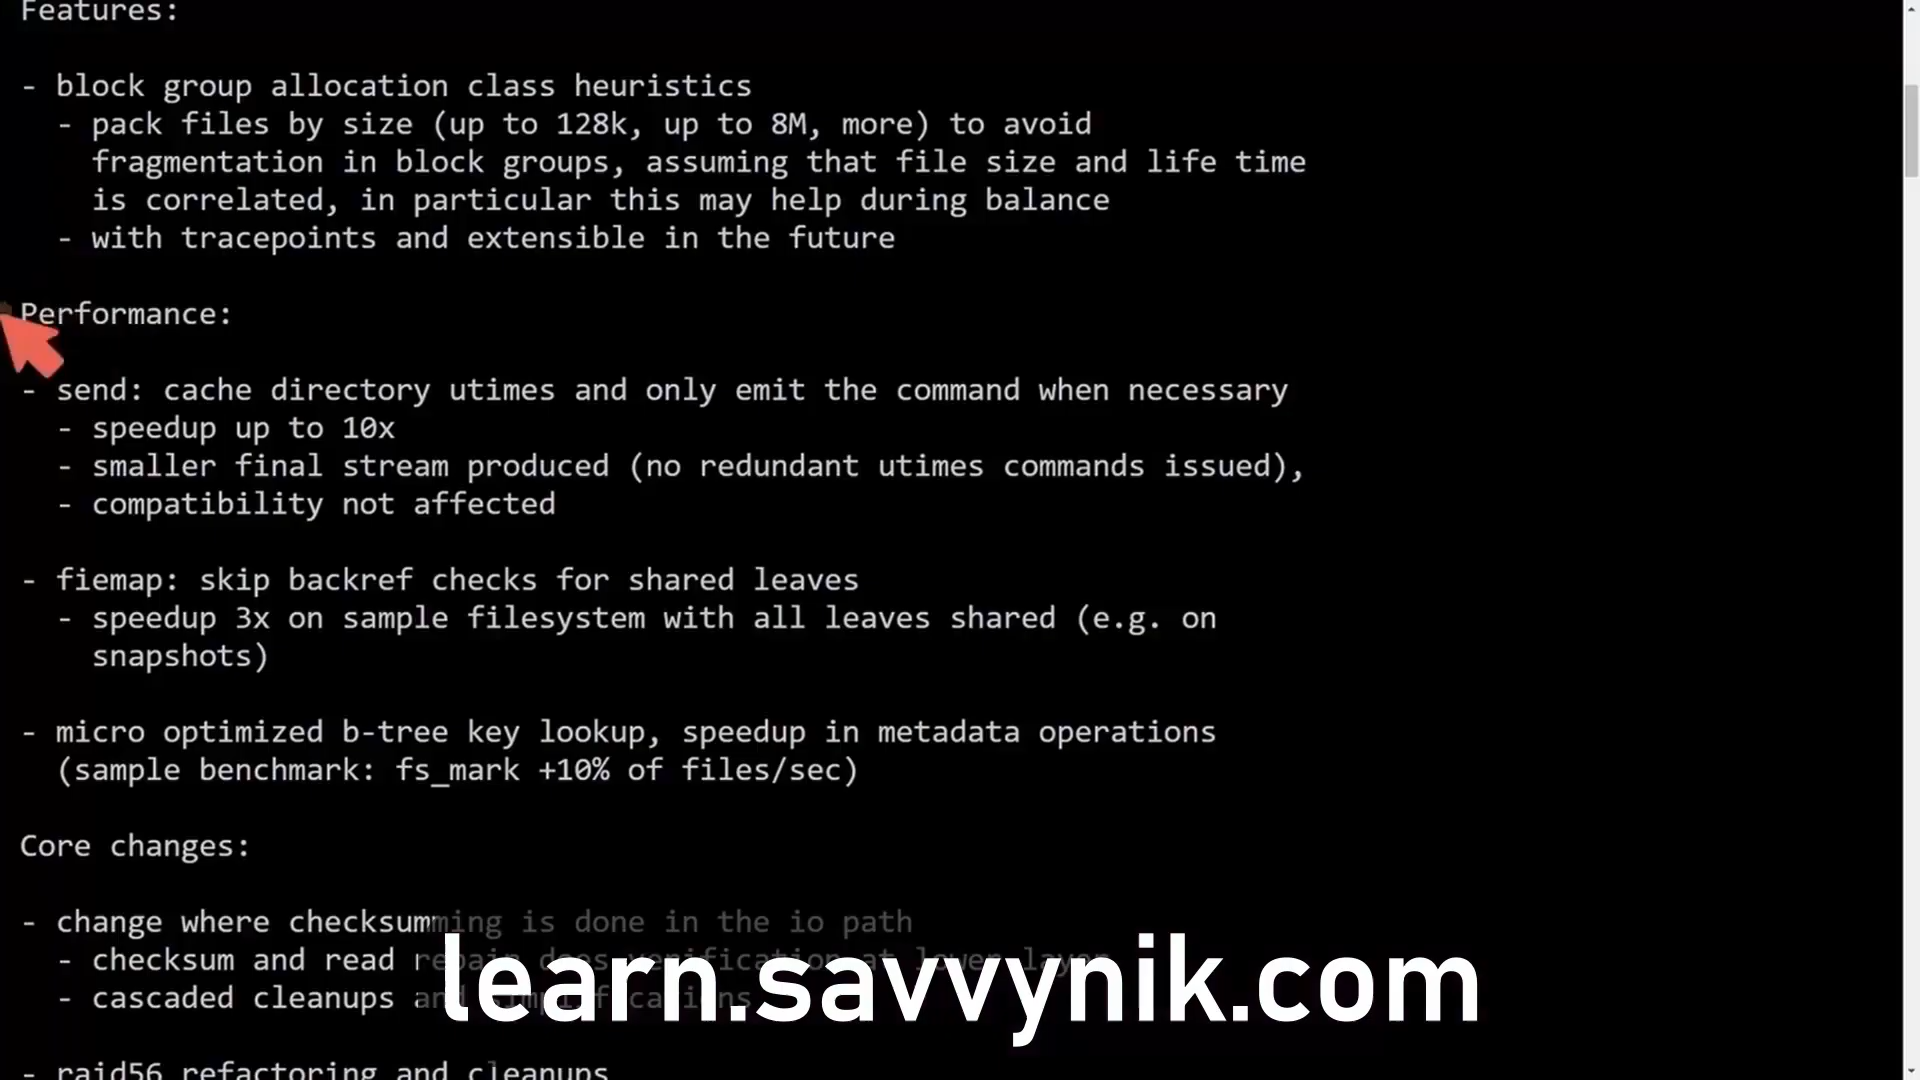 Features:
- block group allocation class heuristics
- pack files by size (up to 128k, up to 8M, more) to avoid
fragmentation in block groups, assuming that file size and life time
is correlated, in particular this may help during balance
- with tracepoints and extensible in the future
Performance:
- send: cache directory utimes and only emit the command when necessary
- speedup up to 10x
- smaller final stream produced (no redundant utimes commands issued),
- compatibility not affected
- fiemap: skip backref checks for shared leaves
- speedup 3x on sample filesystem with all leaves shared (e.g. on
snapshots)
- micro optimized b-tree key lookup, speedup in metadata operations
(sample benchmark: fs_mark +10% of files/sec)
Core changes:
- change where checksumming is done in the io path
- checksum and read repair does verification at lower layer
- cascaded cleanups and simplifications
learn.savvynik.com
- raid56 refactoring and cleanups